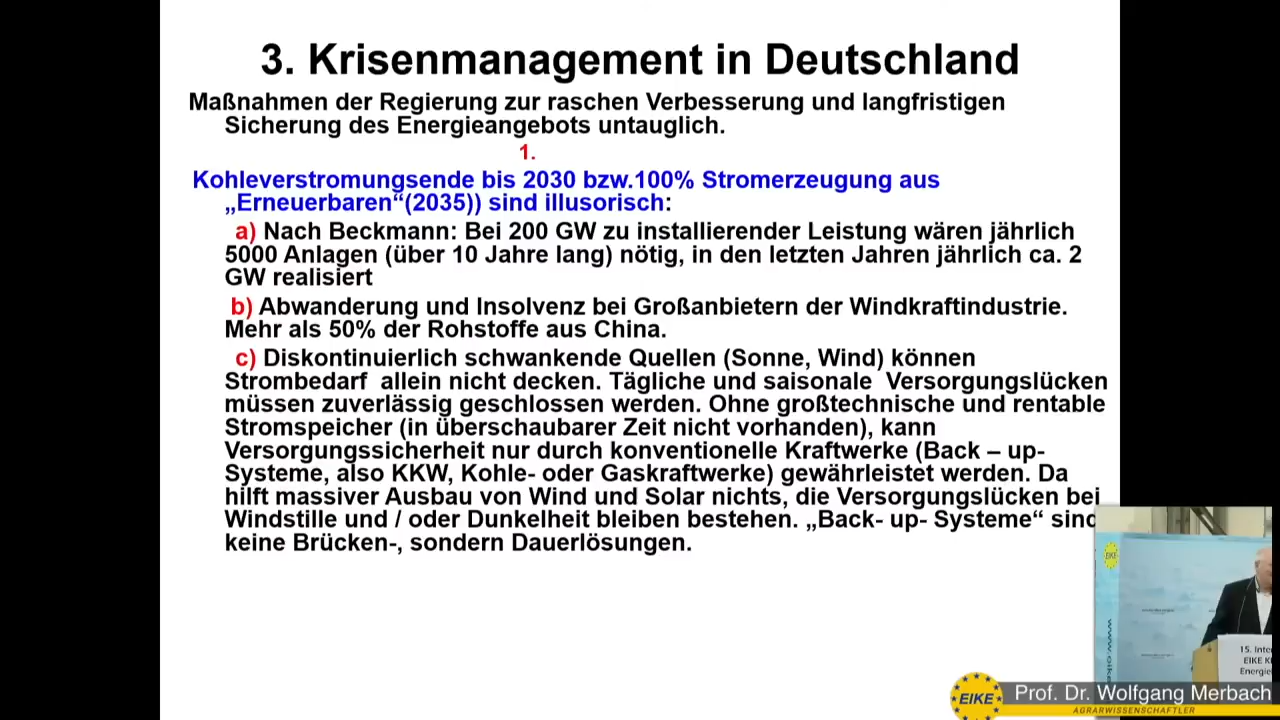 3. Krisenmanagement in Deutschland
Maßnahmen der Regierung zur raschen Verbesserung und langfristigen
Sicherung des Energieangebots untauglich.
1.
Kohleverstromungsende bis 2030 bzw.100% Stromerzeugung aus
„Erneuerbaren“(2035)) sind illusorisch:
a) Nach Beckmann: Bei 200 GW zu installierender Leistung wären jährlich
5000 Anlagen (über 10 Jahre lang) nötig, in den letzten Jahren jährlich ca. 2
GW realisiert
b) Abwanderung und Insolvenz bei Großanbietern der Windkraftindustrie.
Mehr als 50% der Rohstoffe aus China.
c) Diskontinuierlich schwankende Quellen (Sonne, Wind) können
Strombedarf allein nicht decken. Tägliche und saisonale Versorgungslücken
müssen zuverlässig geschlossen werden. Ohne großtechnische und rentable
Stromspeicher (in überschaubarer Zeit nicht vorhanden), kann
Versorgungssicherheit nur durch konventionelle Kraftwerke (Back – up-
Systeme, also KKW, Kohle- oder Gaskraftwerke) gewährleistet werden. Da
hilft massiver Ausbau von Wind und Solar nichts, die Versorgungslücken bei
Windstille und / oder Dunkelheit bleiben bestehen. „Back- up- Systeme“ sind
keine Brücken-, sondern Dauerlösungen.
EIKE
15. Inte
EIKE K
Energie
EIKE
Prof. Dr. Wolfgang Merbach
AGRARWISSENSCHAFTLER